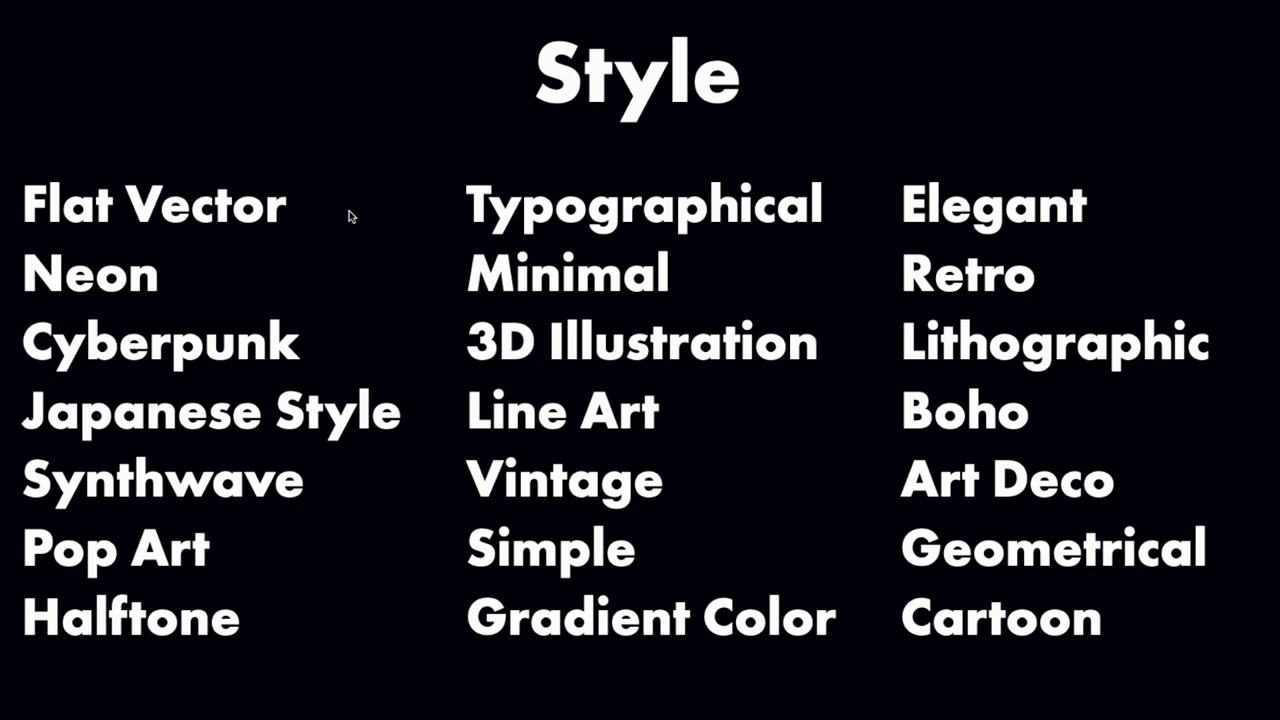 Style
Flat Vector
Neon
Cyberpunk
Japanese Style
Synthwave
Pop Art
Halftone
Typographical
Minimal
3D Illustration
Line Art
Vintage
Simple
Gradient Color
Elegant
Retro
Lithographic
Boho
Art Deco
Geometrical
Cartoon